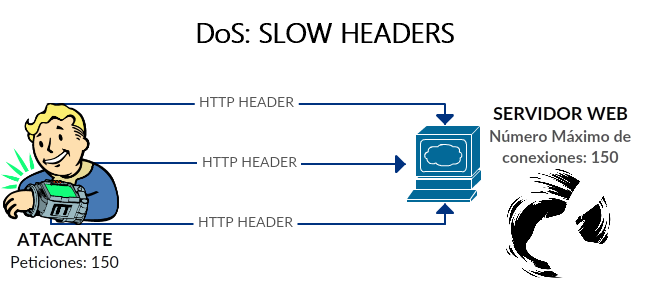 DoS: SLOW HEADERS
HTTP HEADER
HTTP HEADER
HTTP HEADER
ATACANTE
Peticiones: 150
SERVIDOR WEB
Número Máximo de
conexiones: 150